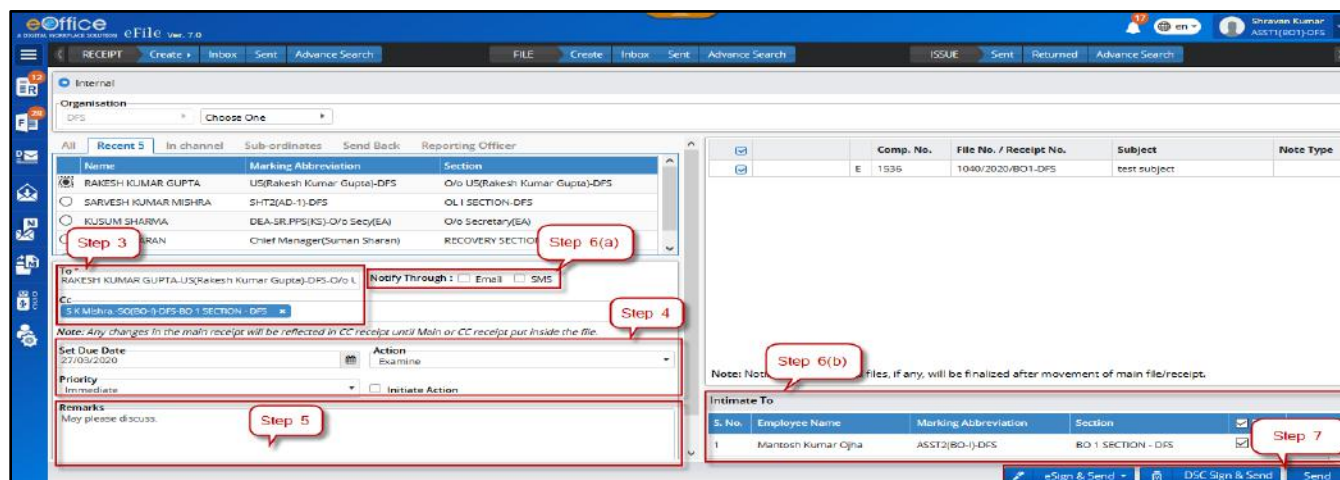 eOffice
A DIGITAL WORKPLACE SOLUTION eFile Ver. 7.0
17
en
Shravan Kumar
ASST1(BO1)-DFS
RECEIPT Create Inbox Sent Advance Search
FILE Create Inbox Sent Advance Search
ISSUE Sent Returned Advance Search
12
28
Internal
Organisation
DFS Choose One
All Recent 5 In channel Sub-ordinates Send Back Reporting Officer
Name Marking Abbreviation Section
RAKESH KUMAR GUPTA US(Rakesh Kumar Gupta)-DFS O/o US(Rakesh Kumar Gupta)-DFS
SARVESH KUMAR MISHRA SHT2(AD-1)-DFS OL I SECTION-DFS
KUSUM SHARMA DEA-SR.PPS(KS)-O/o Secy(EA) O/o Secretary(EA)
ARAN Chief Manager(Suman Sharan) RECOVERY SECTION
Step 3
Step 6(a)
To *
RAKESH KUMAR GUPTA-US(Rakesh Kumar Gupta)-DFS-O/o U
Notify Through : Email SMS
Cc
S K Mishra.-SO(BO-I)-DFS-BO 1 SECTION - DFS ×
Step 4
Note: Any changes in the main receipt will be reflected in CC receipt until Main or CC receipt put inside the file.
Set Due Date
27/03/2020
Action
Examine
Priority
Immediate
Initiate Action
Remarks
May please discuss.
Step 5
Comp. No. File No. / Receipt No. Subject Note Type
E 1536 1040/2020/BO1-DFS test subject
Step 6(b)
Note: files, if any, will be finalized after movement of main file/receipt.
Intimate To
S. No. Employee Name Marking Abbreviation Section
1 Mantosh Kumar Ojha ASST2(BO-I)-DFS BO 1 SECTION - DFS
Step 7
eSign & Send DSC Sign & Send Send